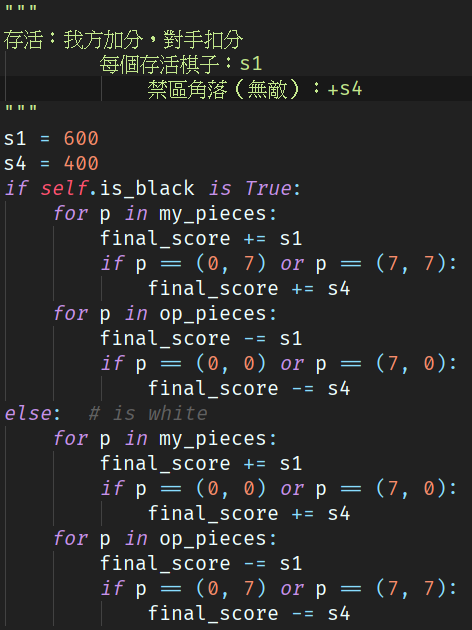 """
存活：我方加分，對手扣分
        每個存活棋子：s1
            禁區角落（無敵）：+s4
"""
s1 = 600
s4 = 400
if self.is_black is True:
    for p in my_pieces:
        final_score += s1
        if p == (0, 7) or p == (7, 7):
            final_score += s4
    for p in op_pieces:
        final_score -= s1
        if p == (0, 0) or p == (7, 0):
            final_score -= s4
else:  # is white
    for p in my_pieces:
        final_score += s1
        if p == (0, 0) or p == (7, 0):
            final_score += s4
    for p in op_pieces:
        final_score -= s1
        if p == (0, 7) or p == (7, 7):
            final_score -= s4